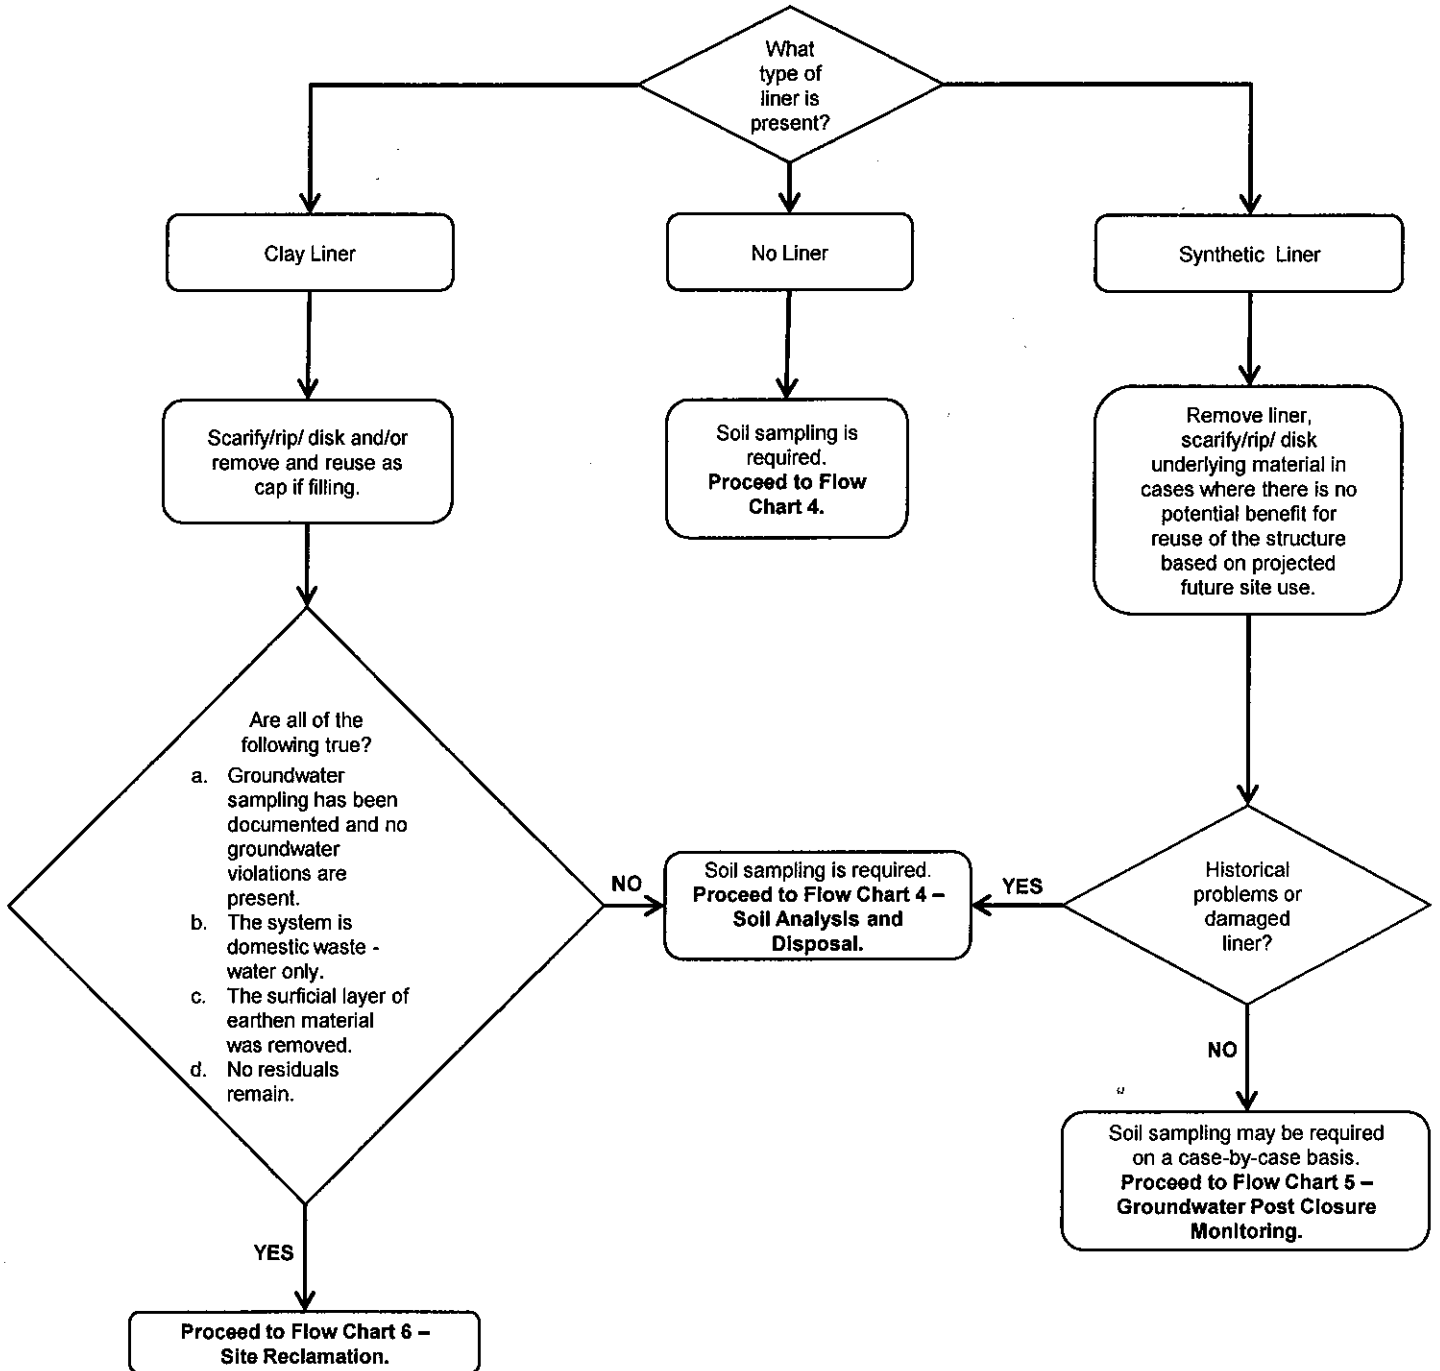 What
type of
liner is
present?
Clay Liner
No Liner
Synthetic Liner
Scarify/rip/ disk and/or
remove and reuse as
cap if filling.
Soil sampling is
required.
Proceed to Flow
Chart 4.
Remove liner,
scarify/rip/ disk
underlying material in
cases where there is no
potential benefit for
reuse of the structure
based on projected
future site use.
Are all of the
following true?
a. Groundwater
sampling has been
documented and no
groundwater
violations are
present.
b. The system is
domestic waste -
water only.
c. The surficial layer of
earthen material
was removed.
d. No residuals
remain.
NO
Soil sampling is required.
Proceed to Flow Chart 4 –
Soil Analysis and
Disposal.
YES
Historical
problems or
damaged
liner?
NO
Soil sampling may be required
on a case-by-case basis.
Proceed to Flow Chart 5 –
Groundwater Post Closure
Monitoring.
YES
Proceed to Flow Chart 6 –
Site Reclamation.